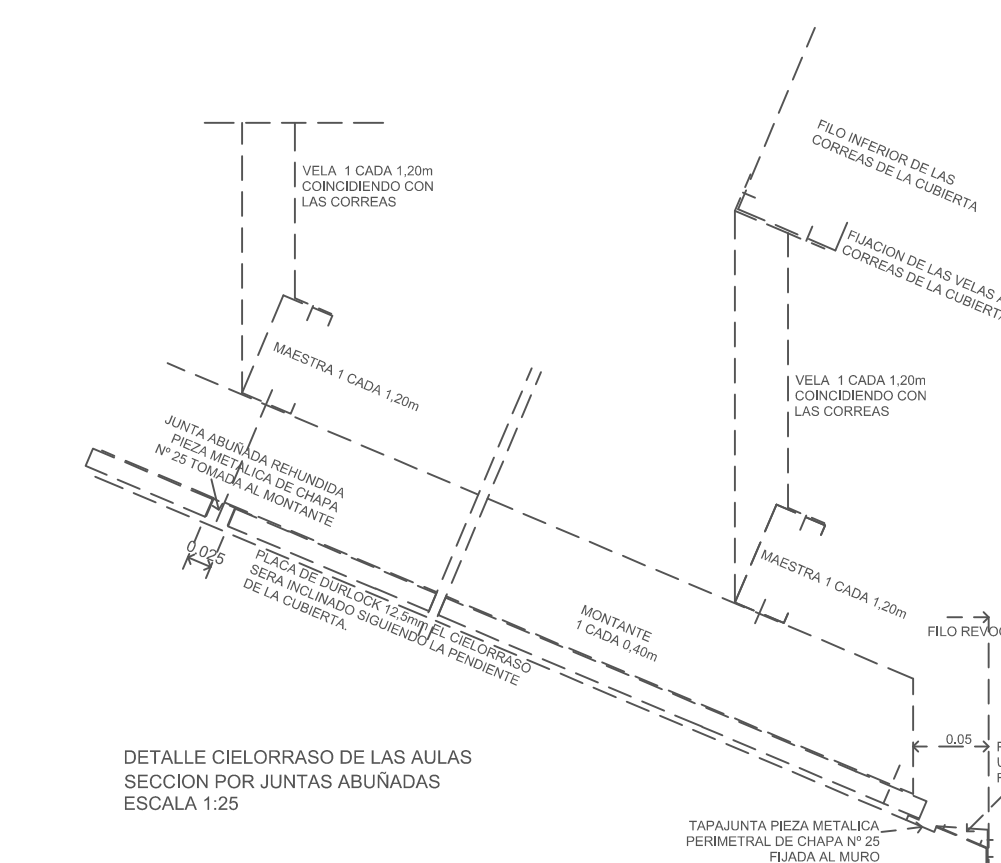 FILO INFERIOR DE LAS
CORREAS DE LA CUBIERTA
VELA 1 CADA 1,20m
COINCIDIENDO CON
LAS CORREAS
FIJACION DE LAS VELAS
CORREAS DE LA CUBIERTA
MAESTRA 1 CADA 1,20m
VELA 1 CADA 1,20m
COINCIDIENDO CON
LAS CORREAS
JUNTA ABUÑADA REHUNDIDA
PIEZA METALICA DE CHAPA
Nº 25 TOMADA AL MONTANTE
0.025
PLACA DE DURLOCK 12,5mm EL CIELORRASO
SERA INCLINADO SIGUIENDO LA PENDIENTE
DE LA CUBIERTA.
MAESTRA 1 CADA 1,20m
MONTANTE
1 CADA 0,40m
FILO
0.05
DETALLE CIELORRASO DE LAS AULAS
SECCION POR JUNTAS ABUÑADAS
ESCALA 1:25
TAPAJUNTA PIEZA METALICA
PERIMETRAL DE CHAPA Nº 25
FIJADA AL MURO